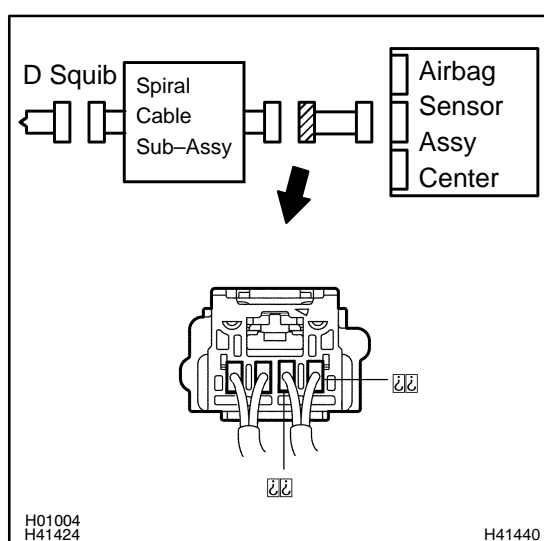 D Squib
Spiral
Cable
Sub–Assy
Airbag
Sensor
Assy
Center
H01004
H41424
H41440